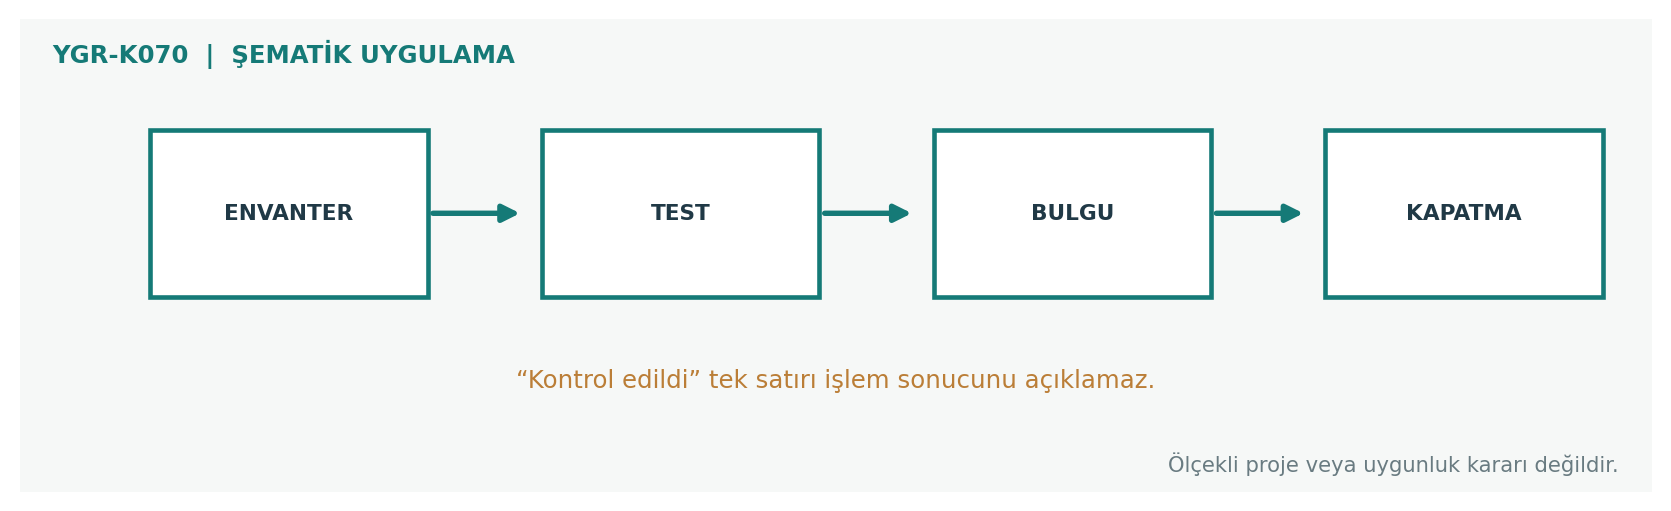 YGR-K070 | ŞEMATİK UYGULAMA
ENVANTER
TEST
BULGU
KAPATMA
“Kontrol edildi” tek satırı işlem sonucunu açıklamaz.
Ölçekli proje veya uygunluk kararı değildir.